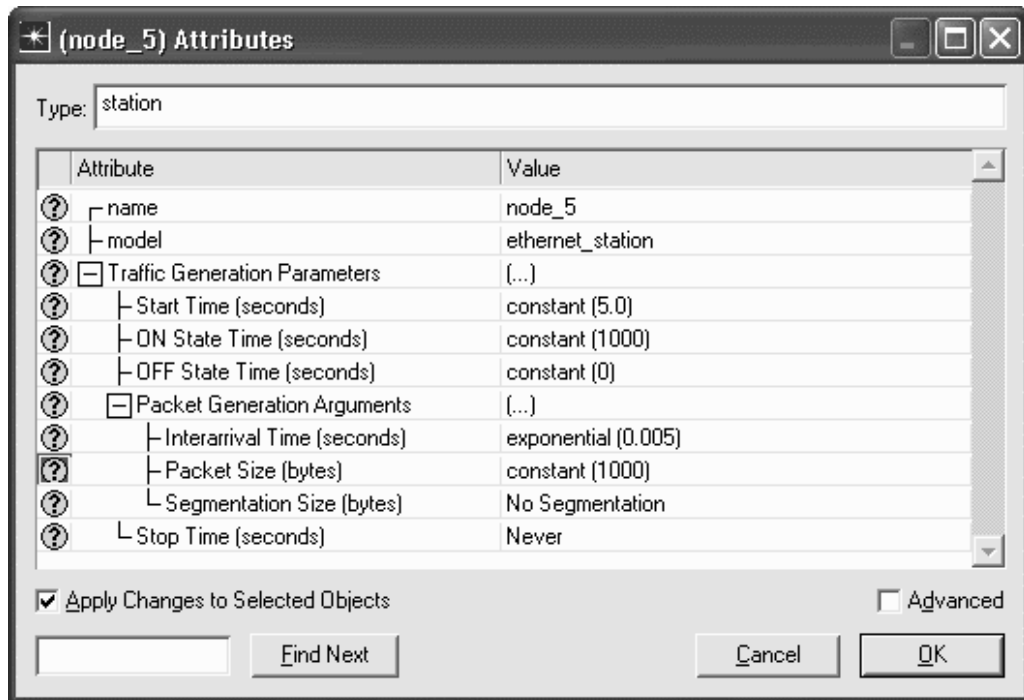 (node_5) Attributes
Type: station
Attribute Value
name node_5
model ethernet_station
Traffic Generation Parameters (...)
Start Time (seconds) constant (5.0)
ON State Time (seconds) constant (1000)
OFF State Time (seconds) constant (0)
Packet Generation Arguments (...)
Interarrival Time (seconds) exponential (0.005)
Packet Size (bytes) constant (1000)
Segmentation Size (bytes) No Segmentation
Stop Time (seconds) Never
Apply Changes to Selected Objects Advanced
Find Next Cancel OK